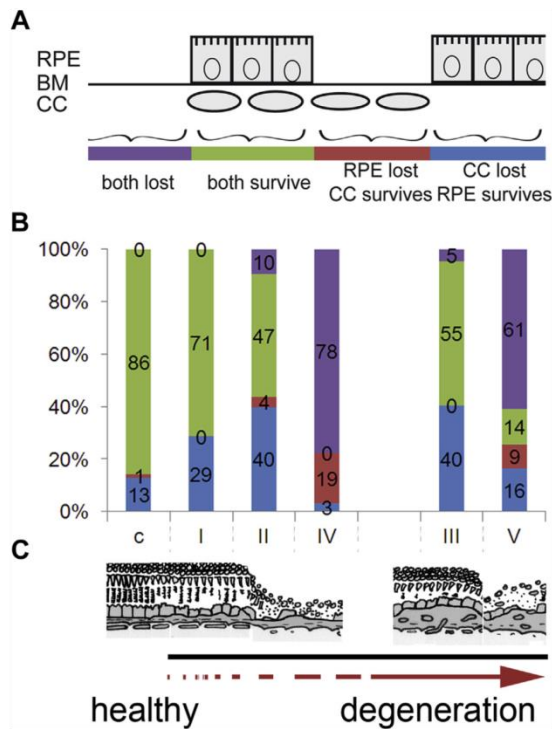 A
RPE
BM
CC
both lost
both survive
RPE lost
CC survives
CC lost
RPE survives
B
100%
80%
60%
40%
20%
0%
0
86
1
13
0
71
0
29
10
47
4
40
78
0
19
3
5
55
0
40
61
14
9
16
c
I
II
IV
III
V
C
healthy
degeneration